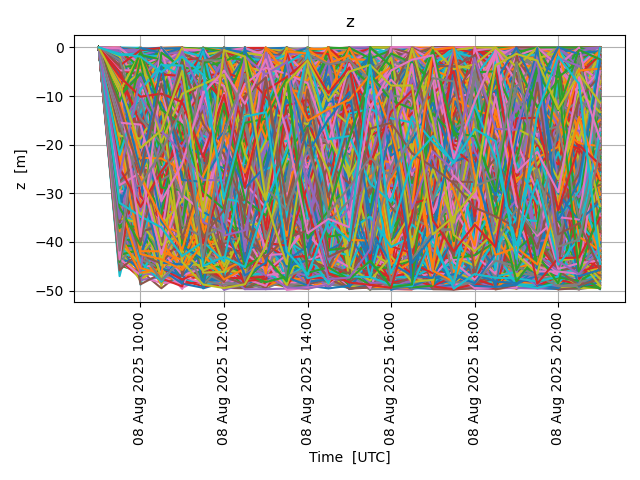 z
0
−10
−20
−30
−40
−50
z [m]
08 Aug 2025 10:00
08 Aug 2025 12:00
08 Aug 2025 14:00
08 Aug 2025 16:00
08 Aug 2025 18:00
08 Aug 2025 20:00
Time [UTC]